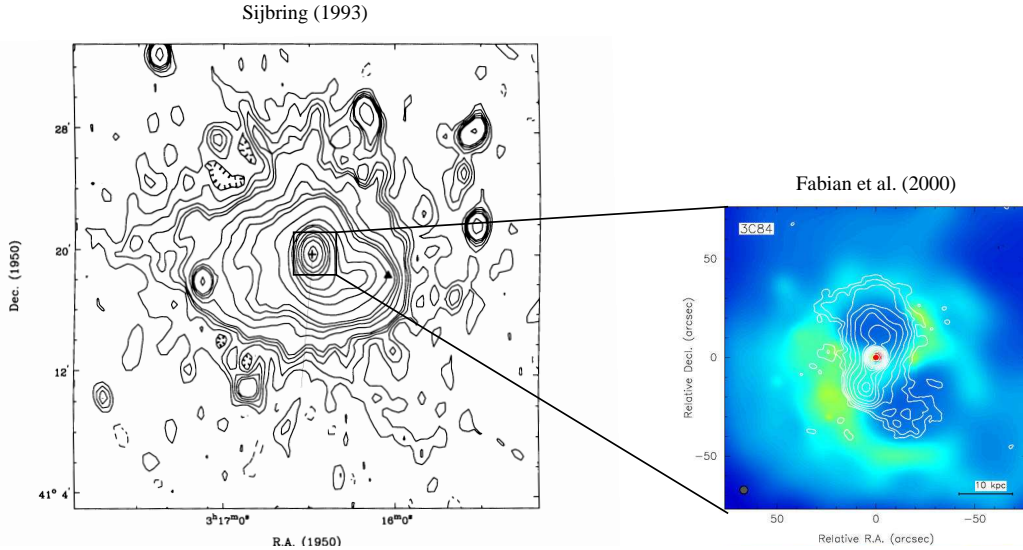 Sijbring (1993)
28'
20'
12'
41° 4'
Dec. (1950)
3ʰ17ᵐ0ˢ
16ᵐ0ˢ
R.A. (1950)
Fabian et al. (2000)
3C84
50
0
−50
Relative Decl. (arcsec)
10 kpc
50
0
−50
Relative R.A. (arcsec)